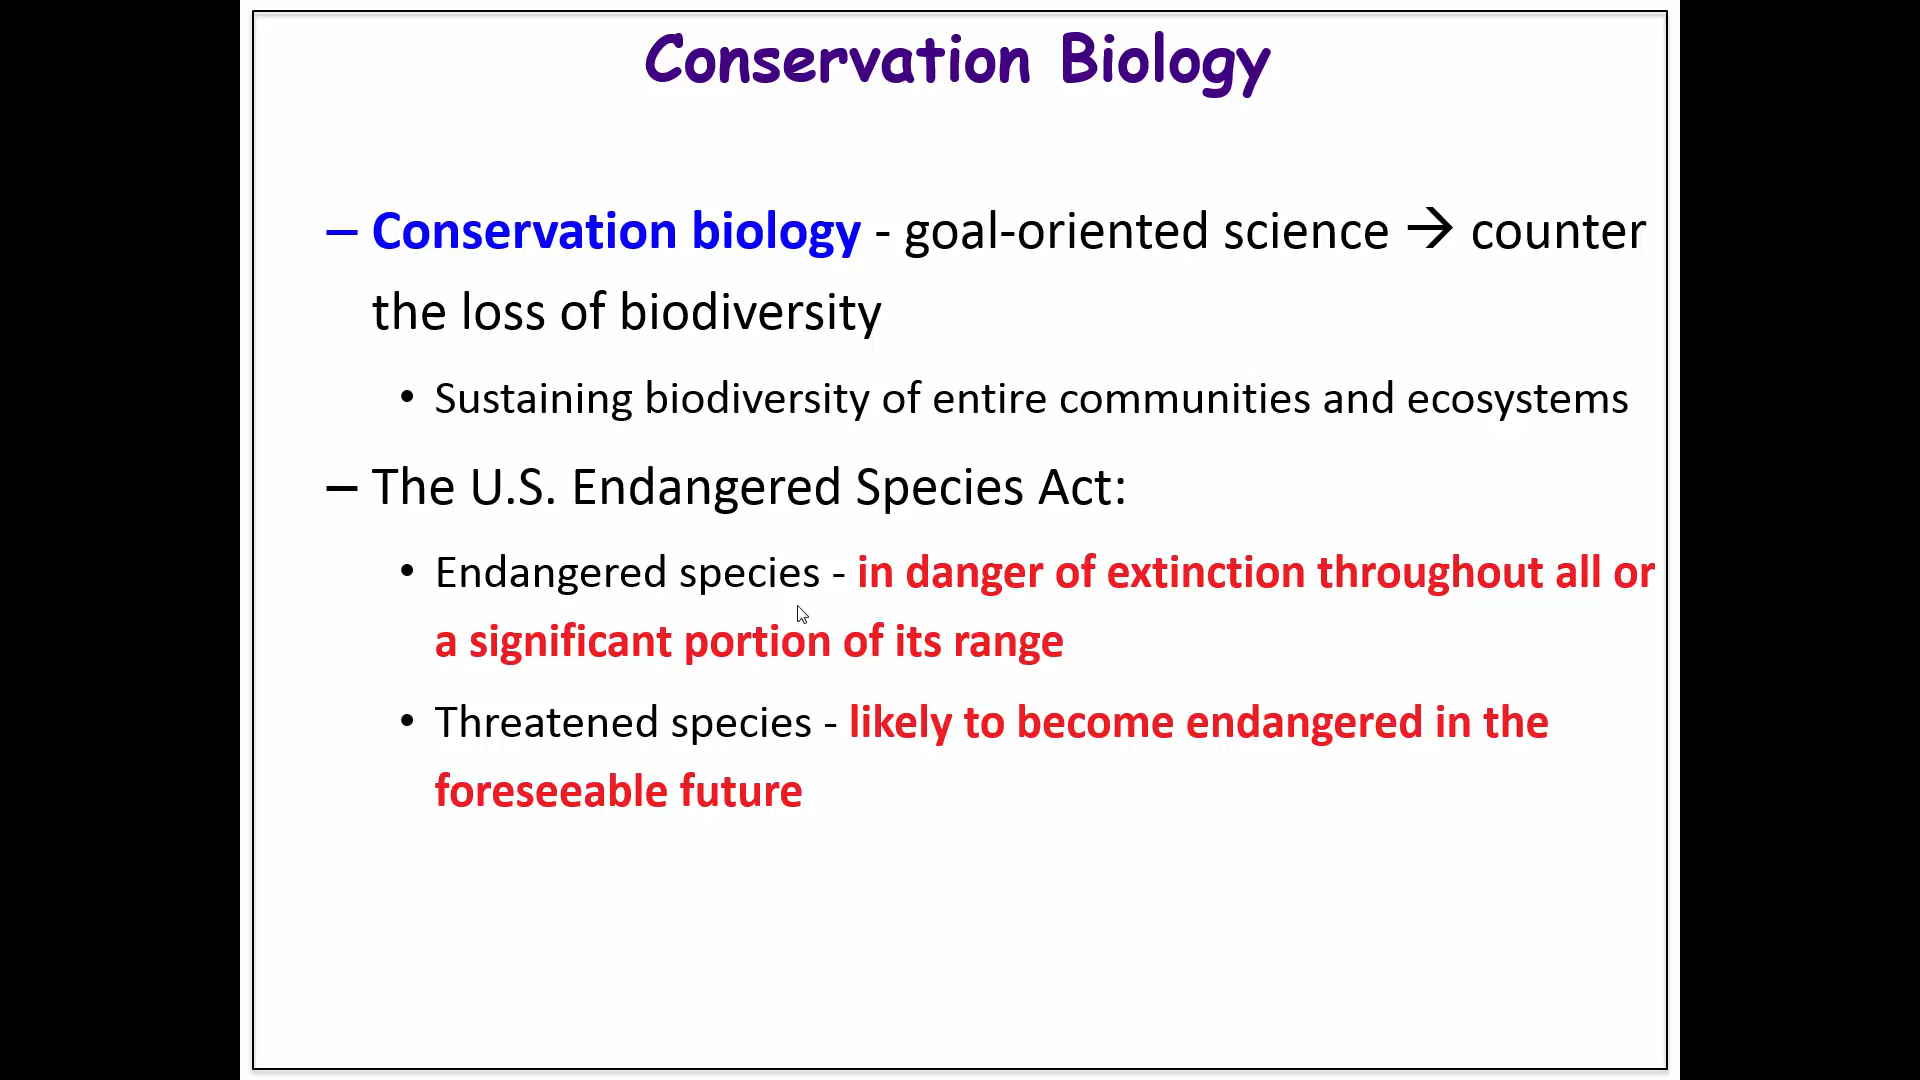 Conservation Biology
– Conservation biology - goal-oriented science → counter
the loss of biodiversity
• Sustaining biodiversity of entire communities and ecosystems
– The U.S. Endangered Species Act:
• Endangered species - in danger of extinction throughout all or
a significant portion of its range
• Threatened species - likely to become endangered in the
foreseeable future